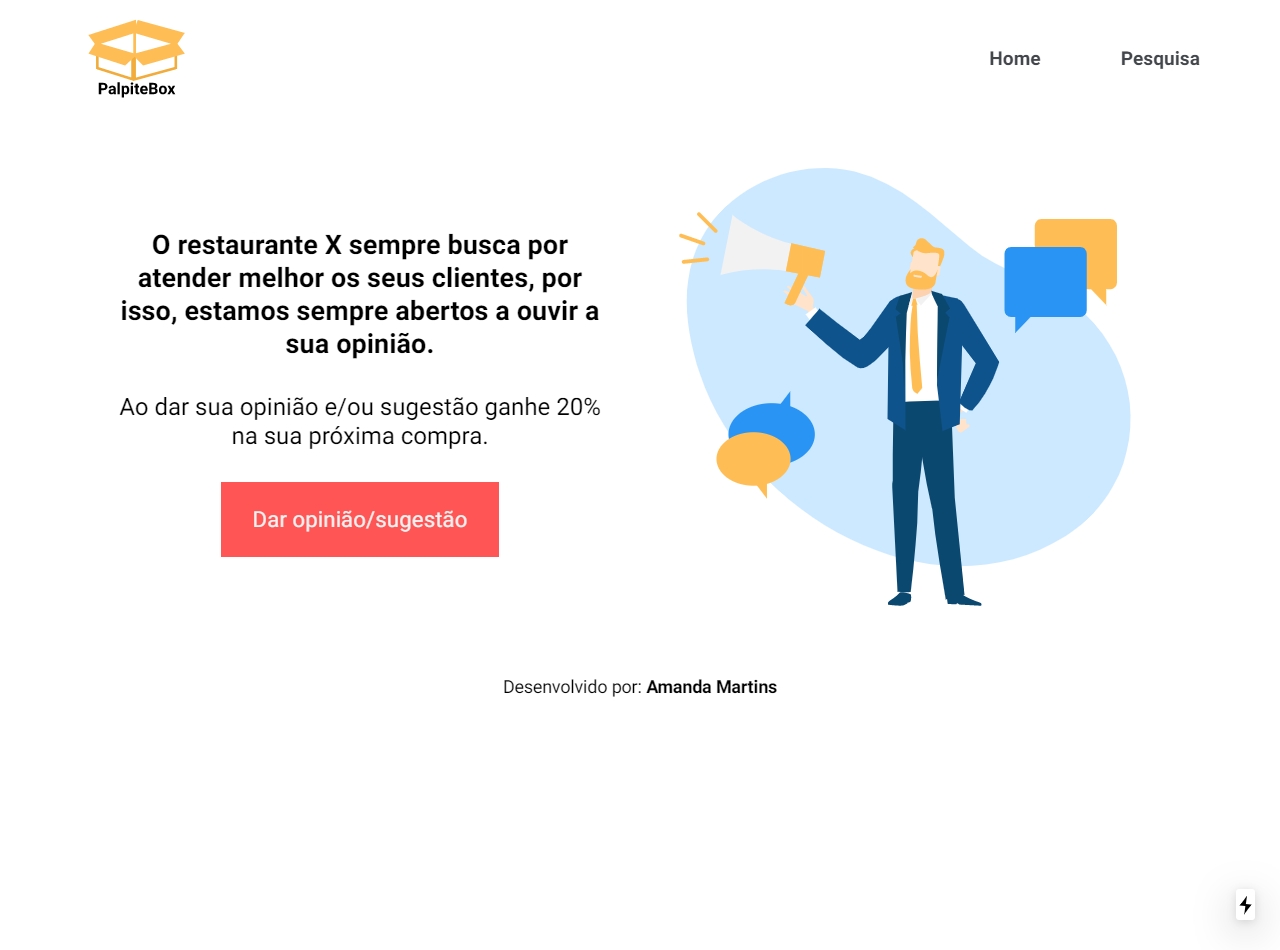 PalpiteBox
Home
Pesquisa
O restaurante X sempre busca por
atender melhor os seus clientes, por
isso, estamos sempre abertos a ouvir a
sua opinião.
Ao dar sua opinião e/ou sugestão ganhe 20%
na sua próxima compra.
Dar opinião/sugestão
Desenvolvido por: Amanda Martins